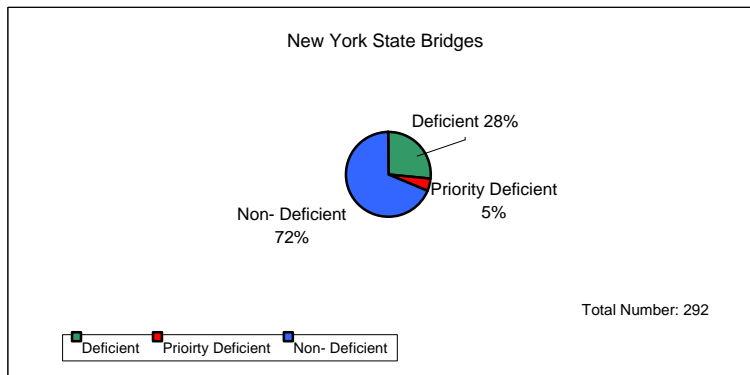 New York State Bridges
Deficient 28%
Priority Deficient
5%
Non- Deficient
72%
Total Number: 292
Deficient Prioirty Deficient Non- Deficient